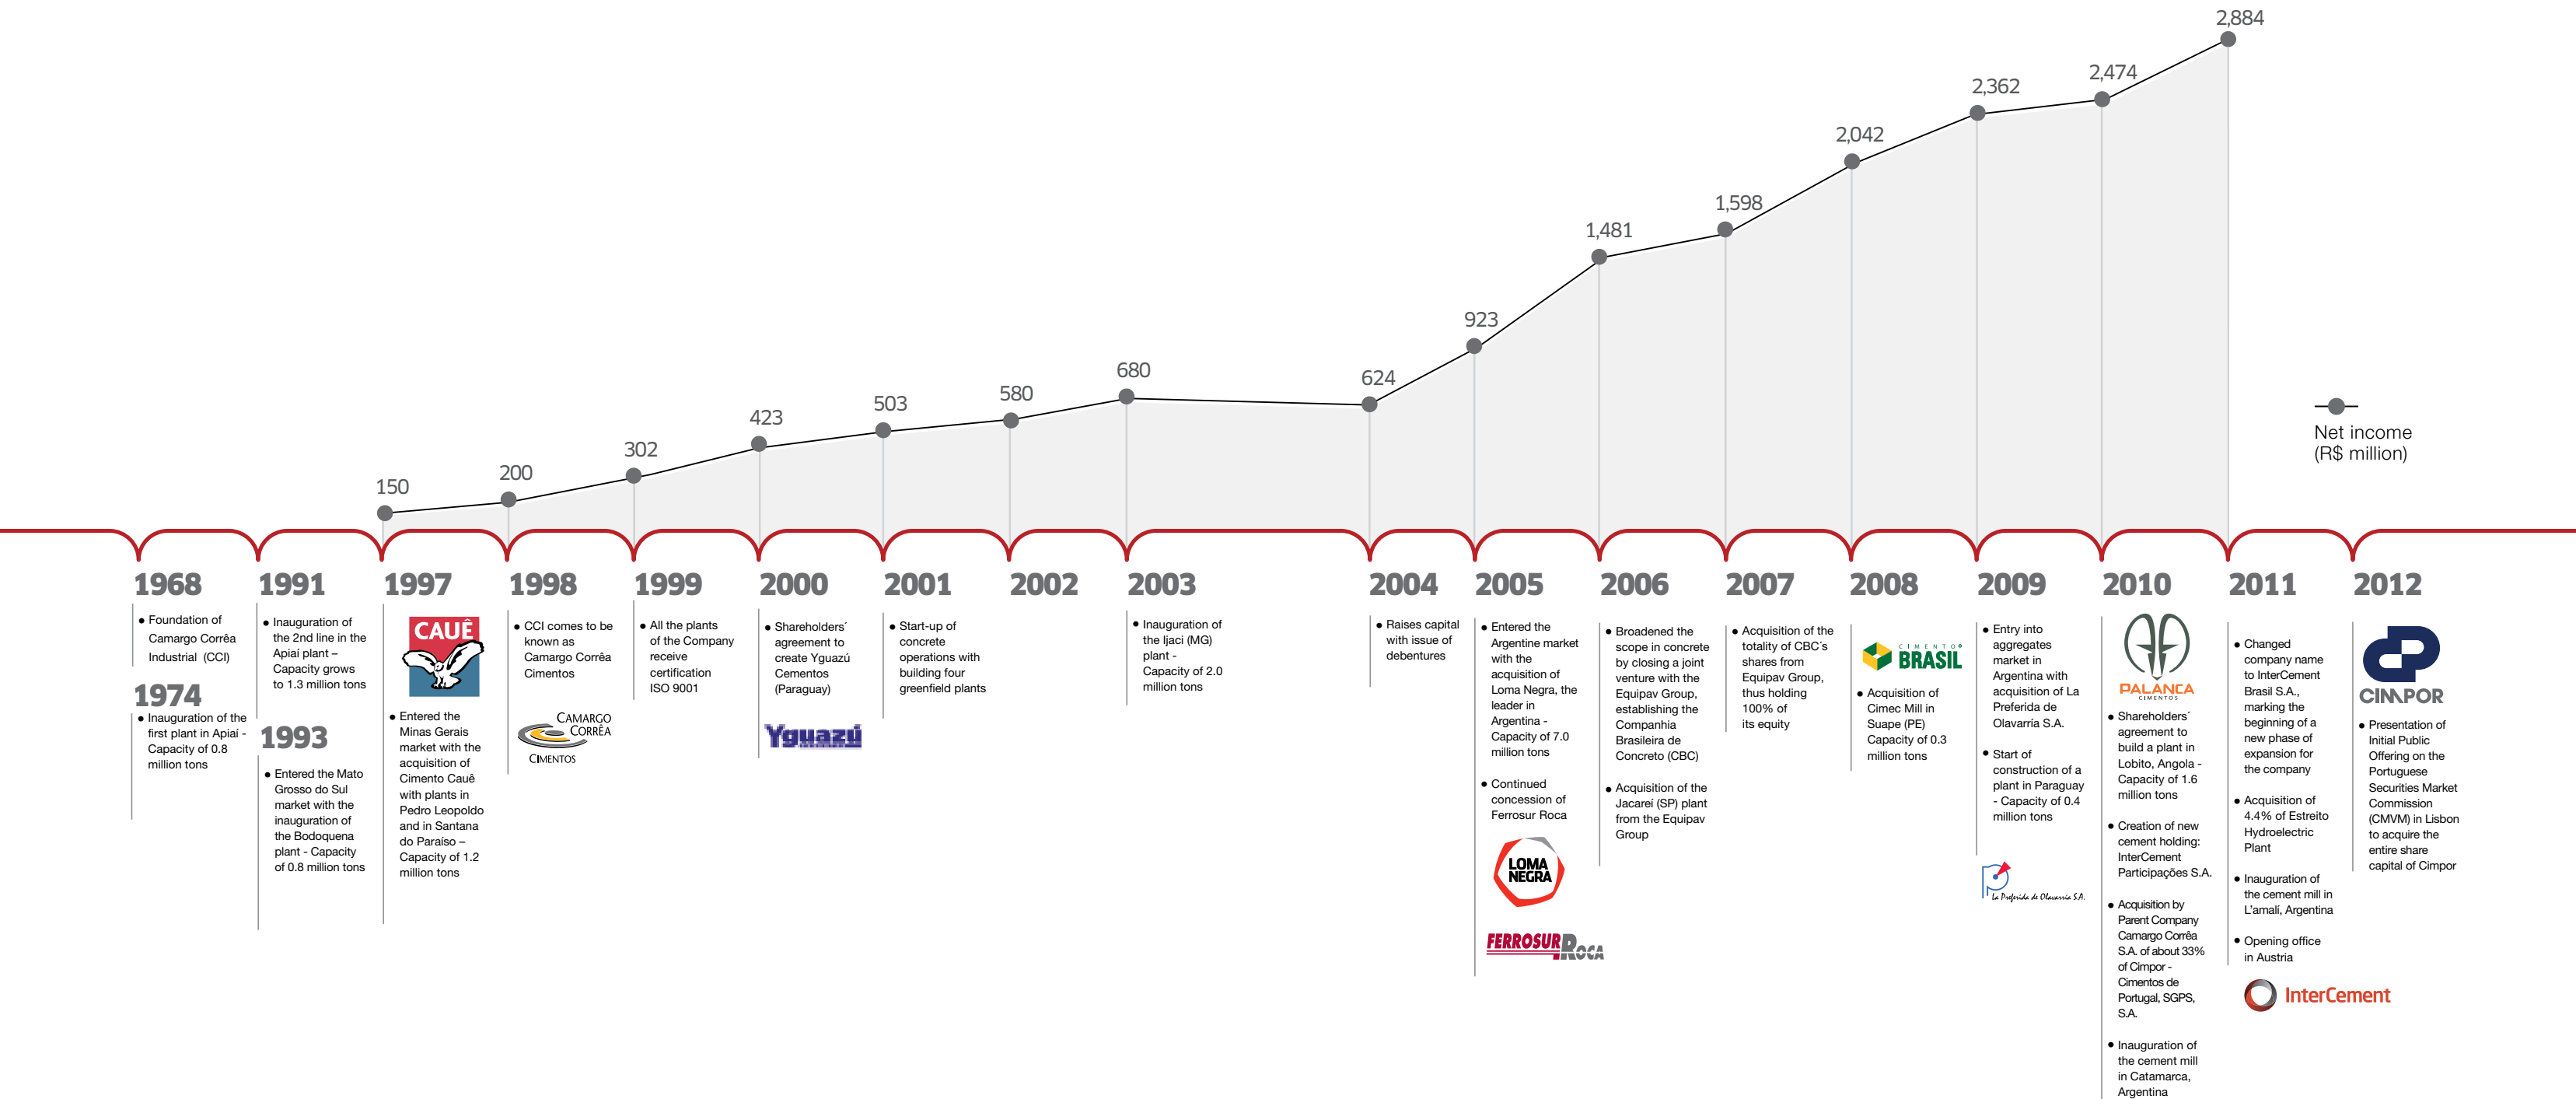 2,884
2,474
2,362
2,042
1,598
1,481
923
680
624
580
503
423
302
200
150
Net income
(R$ million)
1968
• Foundation of
Camargo Corrêa
Industrial (CCI)
1974
• Inauguration of the
first plant in Apiaí -
Capacity of 0.8
million tons
1991
• Inauguration of
the 2nd line in the
Apiaí plant –
Capacity grows
to 1.3 million tons
1993
• Entered the Mato
Grosso do Sul
market with the
inauguration of
the Bodoquena
plant - Capacity
of 0.8 million tons
1997
CAUÊ
• Entered the
Minas Gerais
market with the
acquisition of
Cimento Cauê
with plants in
Pedro Leopoldo
and in Santana
do Paraíso –
Capacity of 1.2
million tons
1998
• CCI comes to be
known as
Camargo Corrêa
Cimentos
CAMARGO
CORRÊA
CIMENTOS
1999
• All the plants
of the Company
receive
certification
ISO 9001
2000
• Shareholders´
agreement to
create Yguazú
Cementos
(Paraguay)
Yguazú
2001
• Start-up of
concrete
operations with
building four
greenfield plants
2002
2003
• Inauguration of
the Ijaci (MG)
plant -
Capacity of 2.0
million tons
2004
• Raises capital
with issue of
debentures
2005
• Entered the
Argentine market
with the
acquisition of
Loma Negra, the
leader in
Argentina -
Capacity of 7.0
million tons
• Continued
concession of
Ferrosur Roca
LOMA
NEGRA
FERROSUR ROCA
2006
• Broadened the
scope in concrete
by closing a joint
venture with the
Equipav Group,
establishing the
Companhia
Brasileira de
Concreto (CBC)
• Acquisition of the
Jacareí (SP) plant
from the Equipav
Group
2007
• Acquisition of the
totality of CBC´s
shares from
Equipav Group,
thus holding
100% of
its equity
2008
CIMENTO®
BRASIL
• Acquisition of
Cimec Mill in
Suape (PE)
Capacity of 0.3
million tons
2009
• Entry into
aggregates
market in
Argentina with
acquisition of La
Preferida de
Olavarría S.A.
• Start of
construction of a
plant in Paraguay
- Capacity of 0.4
million tons
La Preferida de Olavarria S.A.
2010
PALANCA
CIMENTOS
• Shareholders´
agreement to
build a plant in
Lobito, Angola -
Capacity of 1.6
million tons
• Creation of new
cement holding:
InterCement
Participações S.A.
• Acquisition by
Parent Company
Camargo Corrêa
S.A. of about 33%
of Cimpor -
Cimentos de
Portugal, SGPS,
S.A.
• Inauguration of
the cement mill
in Catamarca,
Argentina
2011
• Changed
company name
to InterCement
Brasil S.A.,
marking the
beginning of a
new phase of
expansion for
the company
• Acquisition of
4.4% of Estreito
Hydroelectric
Plant
• Inauguration of
the cement mill in
L'amalí, Argentina
• Opening office
in Austria
InterCement
2012
CIMPOR
• Presentation of
Initial Public
Offering on the
Portuguese
Securities Market
Commission
(CMVM) in Lisbon
to acquire the
entire share
capital of Cimpor